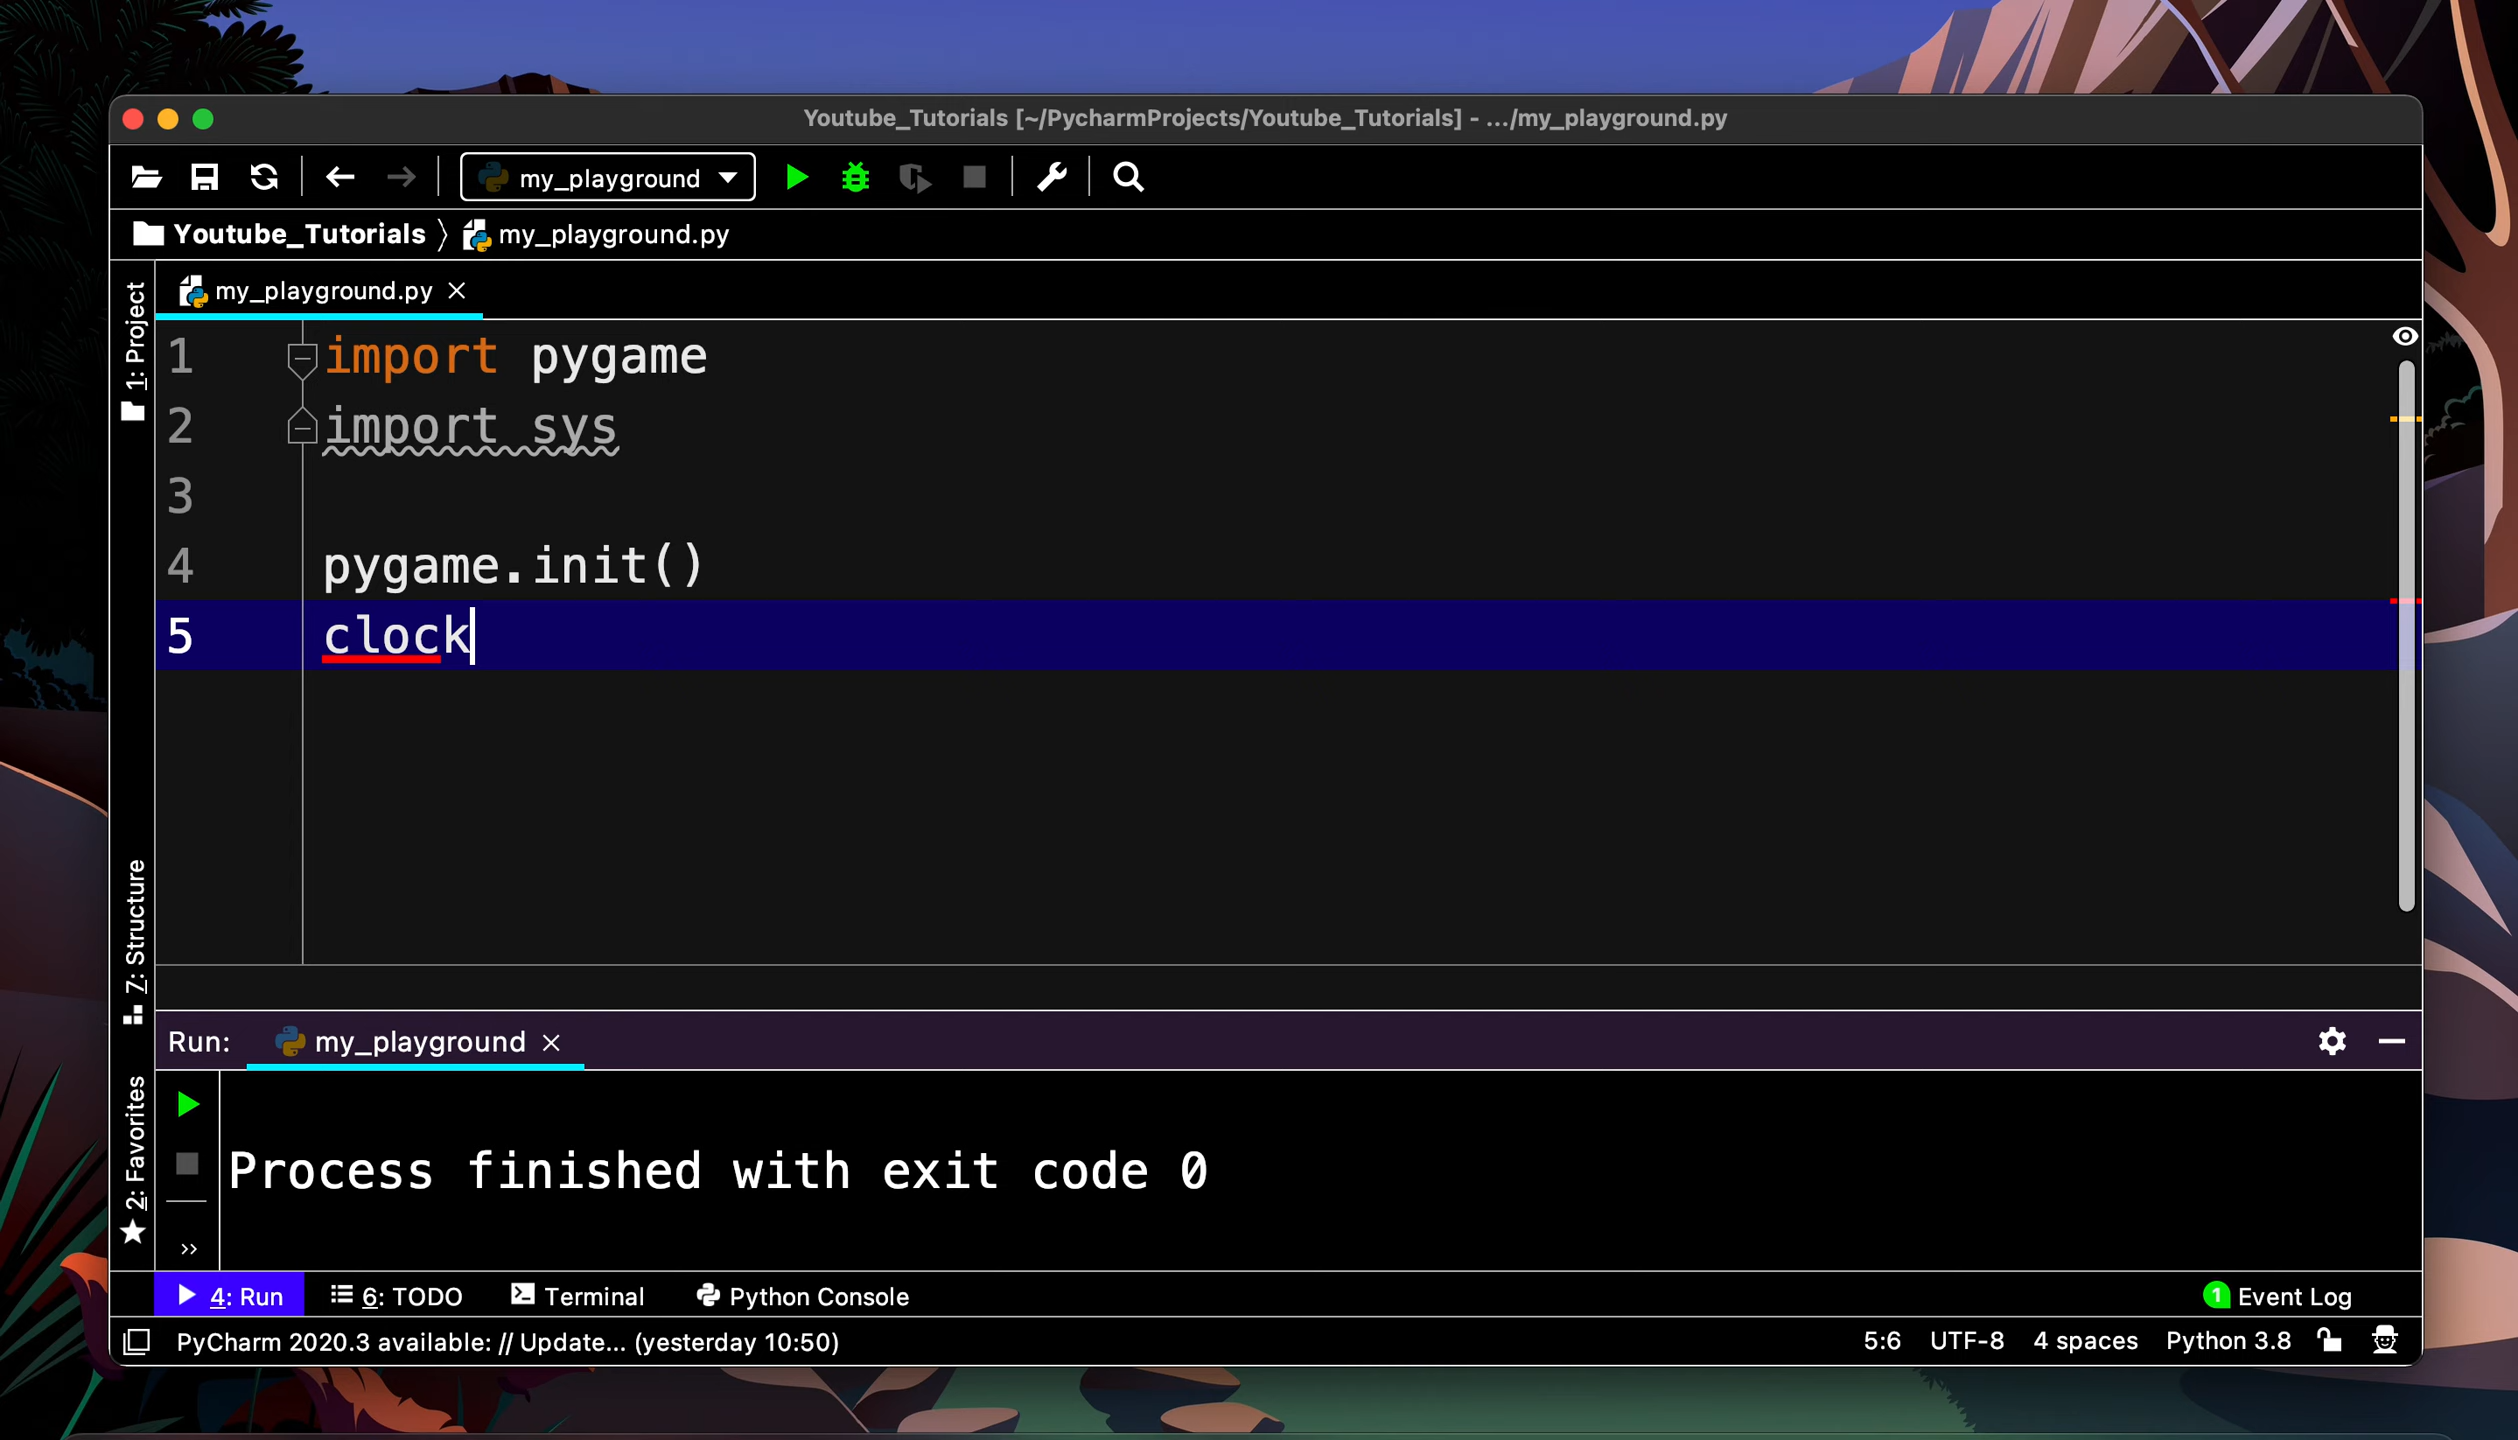 Youtube_Tutorials [~/PycharmProjects/Youtube_Tutorials] - .../my_playground.py
my_playground
Youtube_Tutorials 〉 my_playground.py
my_playground.py
1: Project
1 import pygame
2 import sys
3
4 pygame.init()
5 clock
7: Structure
2: Favorites
Run: my_playground
Process finished with exit code 0
4: Run 6: TODO Terminal Python Console 1 Event Log
PyCharm 2020.3 available: // Update... (yesterday 10:50) 5:6 UTF-8 4 spaces Python 3.8